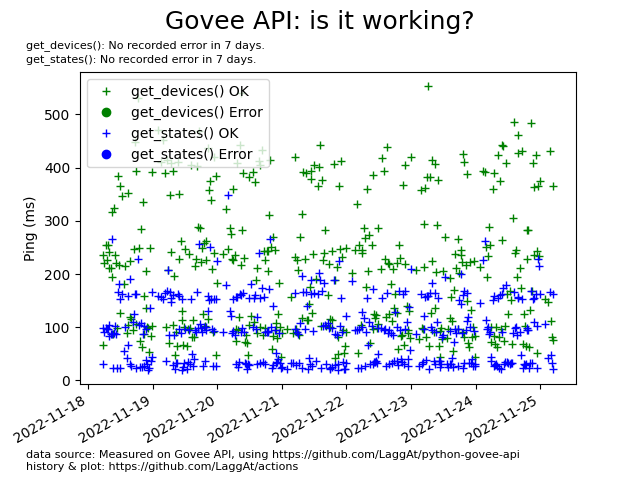 Govee API: is it working?
get_devices(): No recorded error in 7 days.
get_states(): No recorded error in 7 days.
get_devices() OK
get_devices() Error
get_states() OK
get_states() Error
Ping (ms)
500
400
300
200
100
0
2022-11-18
2022-11-19
2022-11-20
2022-11-21
2022-11-22
2022-11-23
2022-11-24
2022-11-25
data source: Measured on Govee API, using https://github.com/LaggAt/python-govee-api
history & plot: https://github.com/LaggAt/actions